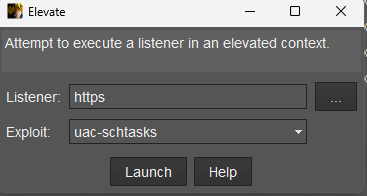 Elevate
Attempt to execute a listener in an elevated context.
Listener: https ...
Exploit: uac-schtasks
Launch Help